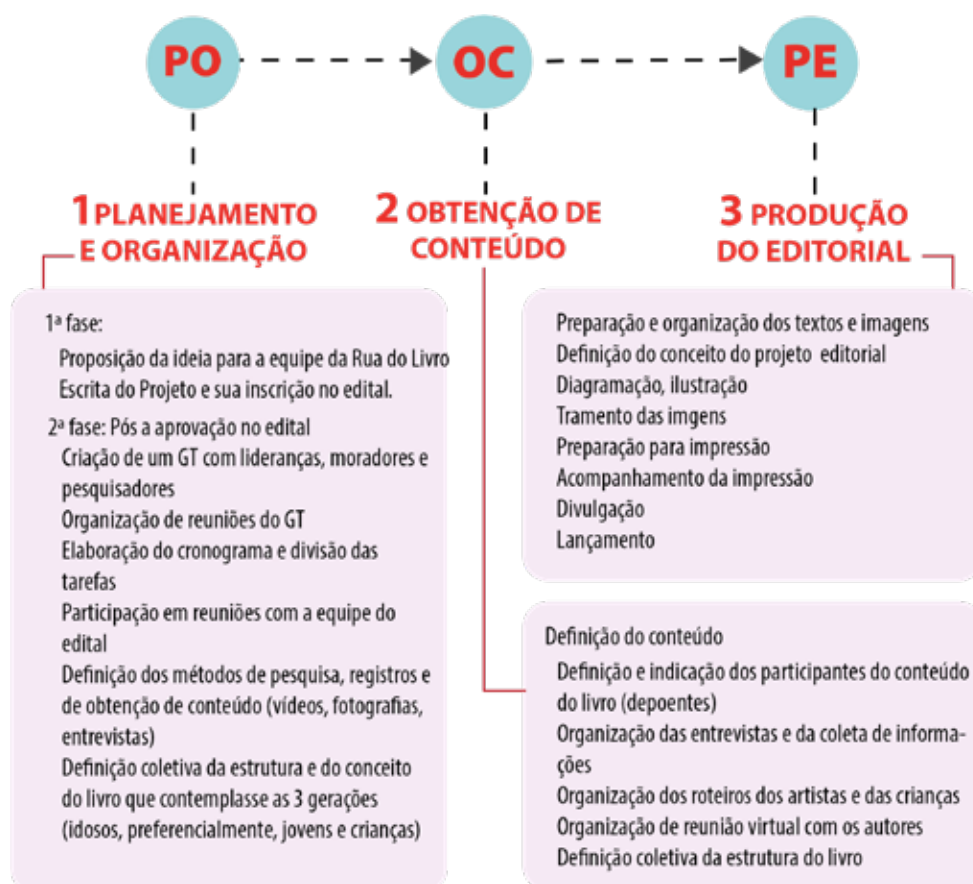 PO
OC
PE
1 PLANEJAMENTO
E ORGANIZAÇÃO
2 OBTENÇÃO DE
CONTEÚDO
3 PRODUÇÃO
DO EDITORIAL
1ª fase:
Proposição da ideia para a equipe da Rua do Livro
Escrita do Projeto e sua inscrição no edital.
2ª fase: Pós a aprovação no edital
Criação de um GT com lideranças, moradores e
pesquisadores
Organização de reuniões do GT
Elaboração do cronograma e divisão das
tarefas
Participação em reuniões com a equipe do
edital
Definição dos métodos de pesquisa, registros e
de obtenção de conteúdo (vídeos, fotografias,
entrevistas)
Definição coletiva da estrutura e do conceito
do livro que contemplasse as 3 gerações
(idosos, preferencialmente, jovens e crianças)
Preparação e organização dos textos e imagens
Definição do conceito do projeto editorial
Diagramação, ilustração
Tramento das imgens
Preparação para impressão
Acompanhamento da impressão
Divulgação
Lançamento
Definição do conteúdo
Definição e indicação dos participantes do conteúdo
do livro (depoentes)
Organização das entrevistas e da coleta de informa-
ções
Organização dos roteiros dos artistas e das crianças
Organização de reunião virtual com os autores
Definição coletiva da estrutura do livro